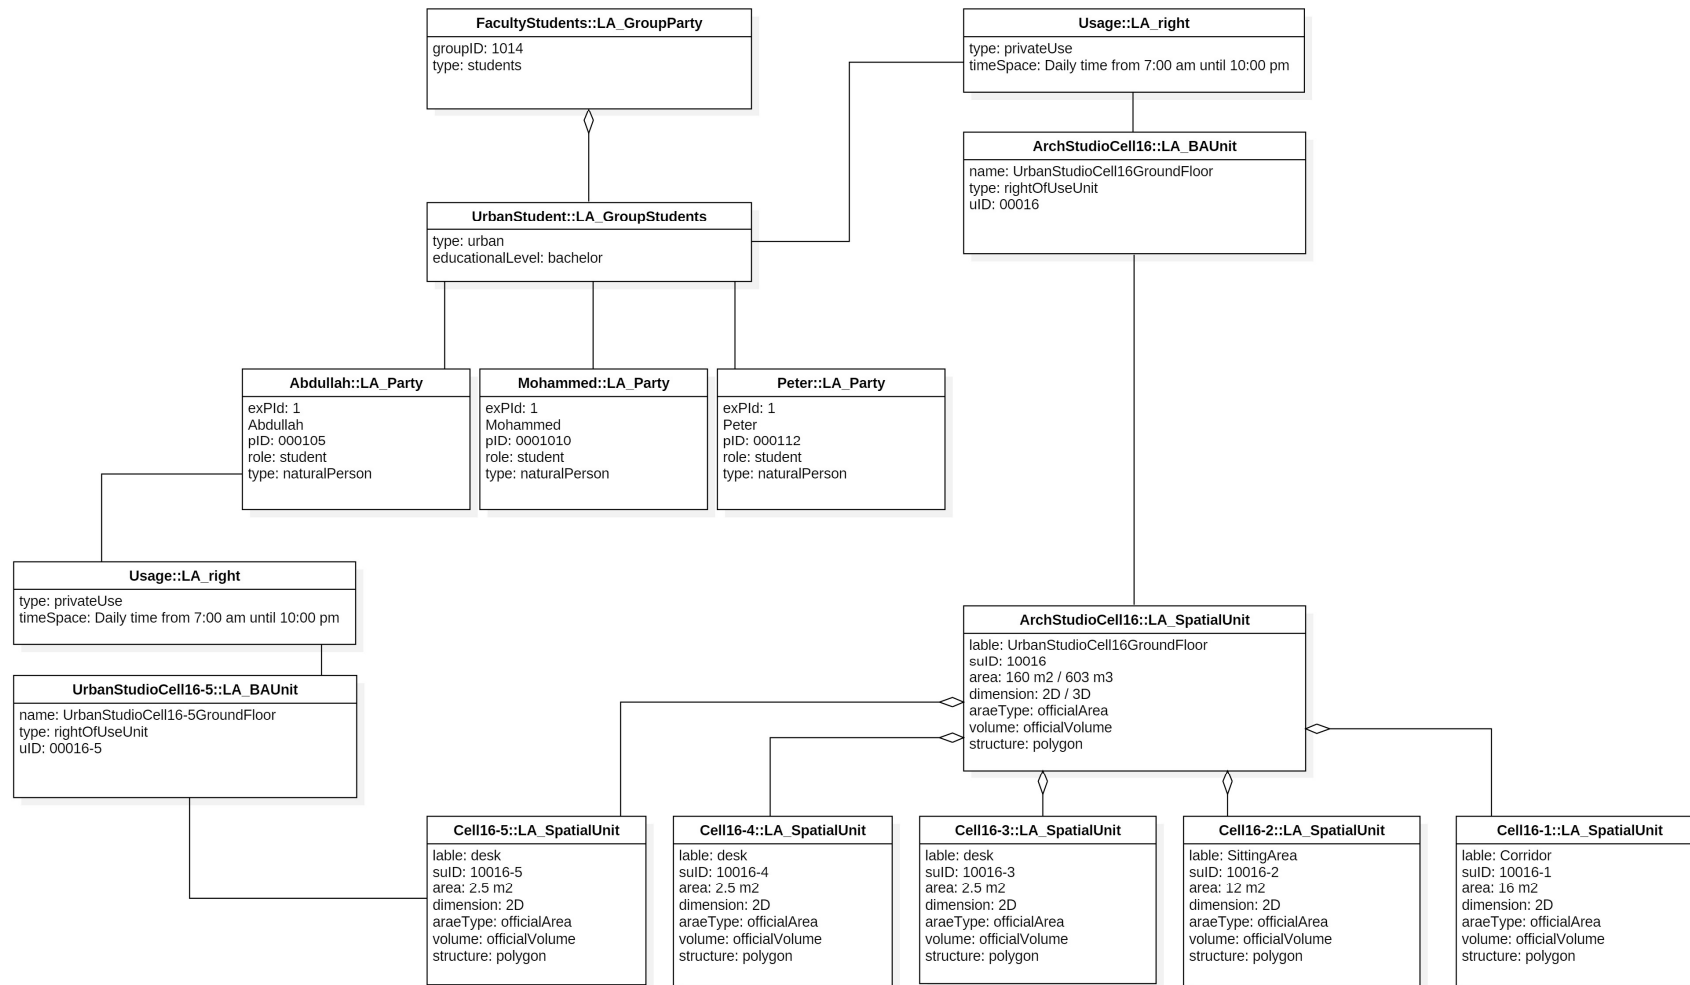 FacultyStudents::LA_GroupParty
groupID: 1014
type: students
Usage::LA_right
type: privateUse
timeSpace: Daily time from 7:00 am until 10:00 pm
ArchStudioCell16::LA_BAUnit
name: UrbanStudioCell16GroundFloor
type: rightOfUseUnit
uID: 00016
UrbanStudent::LA_GroupStudents
type: urban
educationalLevel: bachelor
Abdullah::LA_Party
exPId: 1
Abdullah
pID: 000105
role: student
type: naturalPerson
Mohammed::LA_Party
exPId: 1
Mohammed
pID: 0001010
role: student
type: naturalPerson
Peter::LA_Party
exPId: 1
Peter
pID: 000112
role: student
type: naturalPerson
Usage::LA_right
type: privateUse
timeSpace: Daily time from 7:00 am until 10:00 pm
UrbanStudioCell16-5::LA_BAUnit
name: UrbanStudioCell16-5GroundFloor
type: rightOfUseUnit
uID: 00016-5
ArchStudioCell16::LA_SpatialUnit
lable: UrbanStudioCell16GroundFloor
suID: 10016
area: 160 m2 / 603 m3
dimension: 2D / 3D
araeType: officialArea
volume: officialVolume
structure: polygon
Cell16-5::LA_SpatialUnit
lable: desk
suID: 10016-5
area: 2.5 m2
dimension: 2D
araeType: officialArea
volume: officialVolume
structure: polygon
Cell16-4::LA_SpatialUnit
lable: desk
suID: 10016-4
area: 2.5 m2
dimension: 2D
araeType: officialArea
volume: officialVolume
structure: polygon
Cell16-3::LA_SpatialUnit
lable: desk
suID: 10016-3
area: 2.5 m2
dimension: 2D
araeType: officialArea
volume: officialVolume
structure: polygon
Cell16-2::LA_SpatialUnit
lable: SittingArea
suID: 10016-2
area: 12 m2
dimension: 2D
araeType: officialArea
volume: officialVolume
structure: polygon
Cell16-1::LA_SpatialUnit
lable: Corridor
suID: 10016-1
area: 16 m2
dimension: 2D
araeType: officialArea
volume: officialVolume
structure: polygon